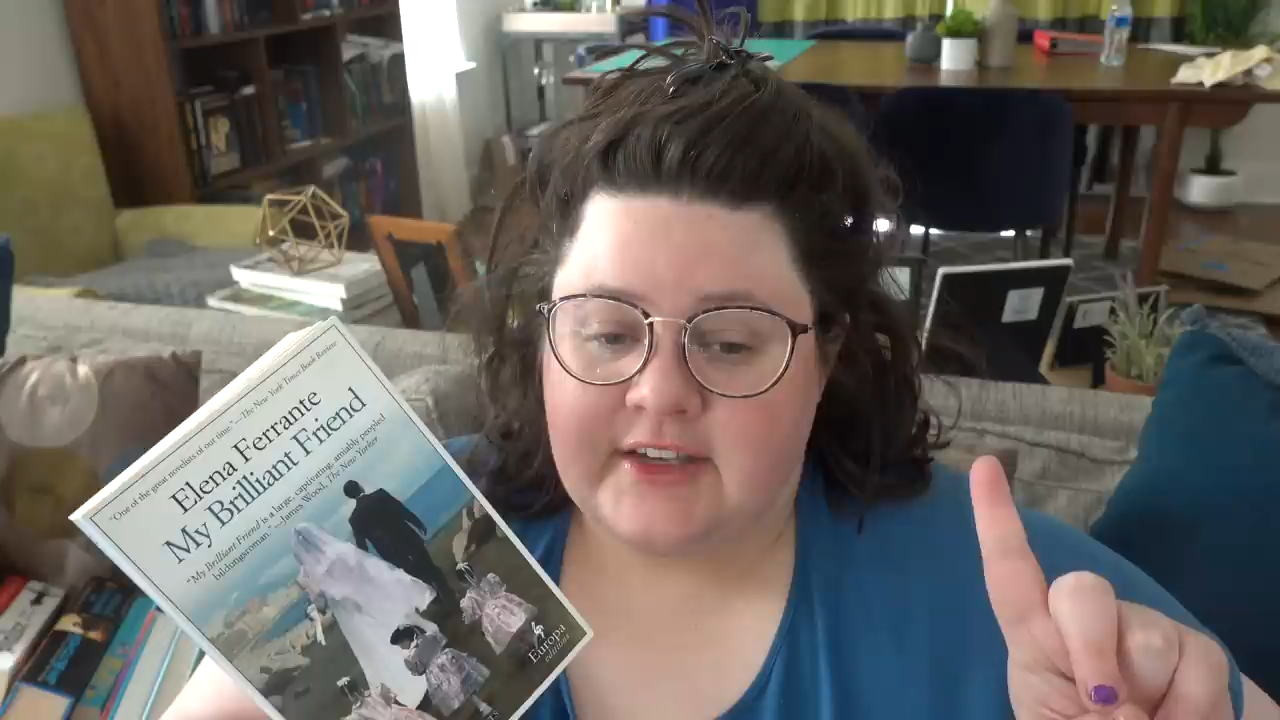 "One of the great novelists of our time."—The New York Times Book Review
Elena Ferrante
My Brilliant Friend
"My Brilliant Friend is a large, captivating, amiably peopled
bildungsroman."—James Wood, The New Yorker
Europa
editions